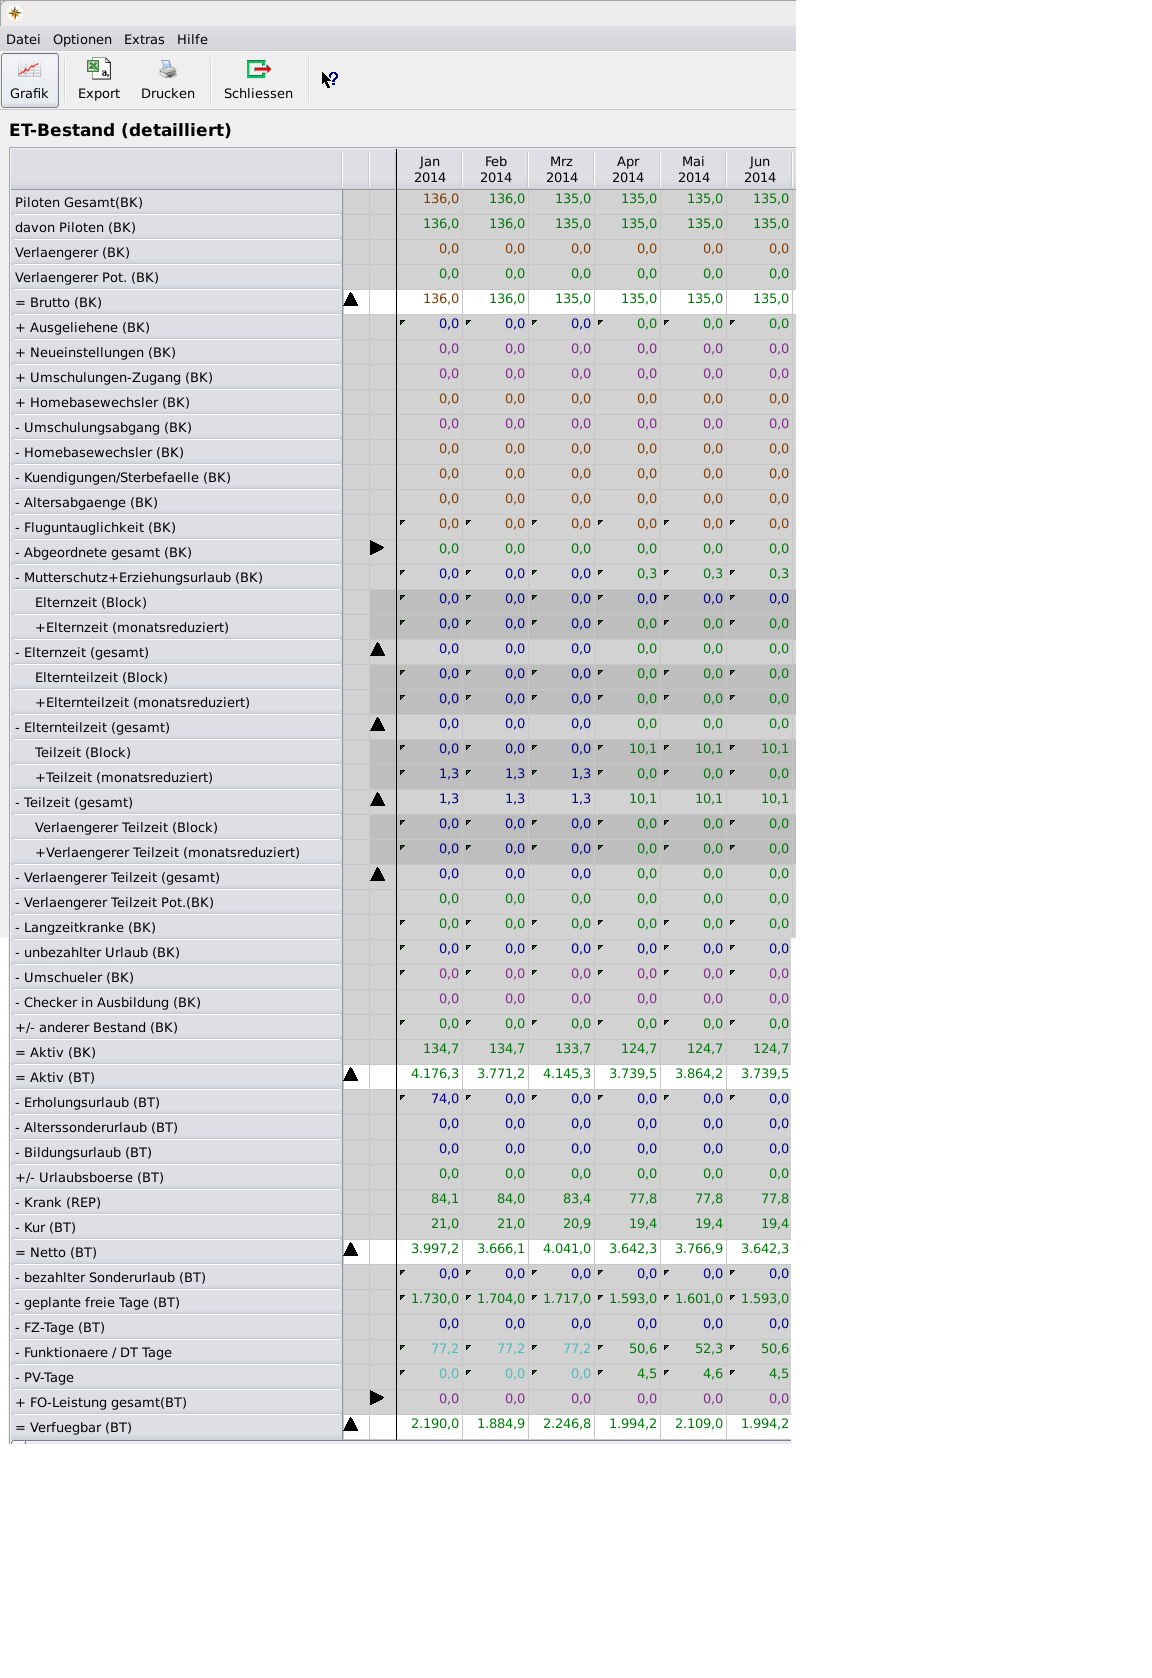 Datei Optionen Extras Hilfe
Grafik Export Drucken Schliessen
ET-Bestand (detailliert)
Jan Feb Mrz Apr Mai Jun
2014 2014 2014 2014 2014 2014
Piloten Gesamt(BK) 136,0 136,0 135,0 135,0 135,0 135,0
davon Piloten (BK) 136,0 136,0 135,0 135,0 135,0 135,0
Verlaengerer (BK) 0,0 0,0 0,0 0,0 0,0 0,0
Verlaengerer Pot. (BK) 0,0 0,0 0,0 0,0 0,0 0,0
= Brutto (BK) 136,0 136,0 135,0 135,0 135,0 135,0
+ Ausgeliehene (BK) 0,0 0,0 0,0 0,0 0,0 0,0
+ Neueinstellungen (BK) 0,0 0,0 0,0 0,0 0,0 0,0
+ Umschulungen-Zugang (BK) 0,0 0,0 0,0 0,0 0,0 0,0
+ Homebasewechsler (BK) 0,0 0,0 0,0 0,0 0,0 0,0
- Umschulungsabgang (BK) 0,0 0,0 0,0 0,0 0,0 0,0
- Homebasewechsler (BK) 0,0 0,0 0,0 0,0 0,0 0,0
- Kuendigungen/Sterbefaelle (BK) 0,0 0,0 0,0 0,0 0,0 0,0
- Altersabgaenge (BK) 0,0 0,0 0,0 0,0 0,0 0,0
- Fluguntauglichkeit (BK) 0,0 0,0 0,0 0,0 0,0 0,0
- Abgeordnete gesamt (BK) 0,0 0,0 0,0 0,0 0,0 0,0
- Mutterschutz+Erziehungsurlaub (BK) 0,0 0,0 0,0 0,3 0,3 0,3
Elternzeit (Block) 0,0 0,0 0,0 0,0 0,0 0,0
+Elternzeit (monatsreduziert) 0,0 0,0 0,0 0,0 0,0 0,0
- Elternzeit (gesamt) 0,0 0,0 0,0 0,0 0,0 0,0
Elternteilzeit (Block) 0,0 0,0 0,0 0,0 0,0 0,0
+Elternteilzeit (monatsreduziert) 0,0 0,0 0,0 0,0 0,0 0,0
- Elternteilzeit (gesamt) 0,0 0,0 0,0 0,0 0,0 0,0
Teilzeit (Block) 0,0 0,0 0,0 10,1 10,1 10,1
+Teilzeit (monatsreduziert) 1,3 1,3 1,3 0,0 0,0 0,0
- Teilzeit (gesamt) 1,3 1,3 1,3 10,1 10,1 10,1
Verlaengerer Teilzeit (Block) 0,0 0,0 0,0 0,0 0,0 0,0
+Verlaengerer Teilzeit (monatsreduziert) 0,0 0,0 0,0 0,0 0,0 0,0
- Verlaengerer Teilzeit (gesamt) 0,0 0,0 0,0 0,0 0,0 0,0
- Verlaengerer Teilzeit Pot.(BK) 0,0 0,0 0,0 0,0 0,0 0,0
- Langzeitkranke (BK) 0,0 0,0 0,0 0,0 0,0 0,0
- unbezahlter Urlaub (BK) 0,0 0,0 0,0 0,0 0,0 0,0
- Umschueler (BK) 0,0 0,0 0,0 0,0 0,0 0,0
- Checker in Ausbildung (BK) 0,0 0,0 0,0 0,0 0,0 0,0
+/- anderer Bestand (BK) 0,0 0,0 0,0 0,0 0,0 0,0
= Aktiv (BK) 134,7 134,7 133,7 124,7 124,7 124,7
= Aktiv (BT) 4.176,3 3.771,2 4.145,3 3.739,5 3.864,2 3.739,5
- Erholungsurlaub (BT) 74,0 0,0 0,0 0,0 0,0 0,0
- Alterssonderurlaub (BT) 0,0 0,0 0,0 0,0 0,0 0,0
- Bildungsurlaub (BT) 0,0 0,0 0,0 0,0 0,0 0,0
+/- Urlaubsboerse (BT) 0,0 0,0 0,0 0,0 0,0 0,0
- Krank (REP) 84,1 84,0 83,4 77,8 77,8 77,8
- Kur (BT) 21,0 21,0 20,9 19,4 19,4 19,4
= Netto (BT) 3.997,2 3.666,1 4.041,0 3.642,3 3.766,9 3.642,3
- bezahlter Sonderurlaub (BT) 0,0 0,0 0,0 0,0 0,0 0,0
- geplante freie Tage (BT) 1.730,0 1.704,0 1.717,0 1.593,0 1.601,0 1.593,0
- FZ-Tage (BT) 0,0 0,0 0,0 0,0 0,0 0,0
- Funktionaere / DT Tage 77,2 77,2 77,2 50,6 52,3 50,6
- PV-Tage 0,0 0,0 0,0 4,5 4,6 4,5
+ FO-Leistung gesamt(BT) 0,0 0,0 0,0 0,0 0,0 0,0
= Verfuegbar (BT) 2.190,0 1.884,9 2.246,8 1.994,2 2.109,0 1.994,2